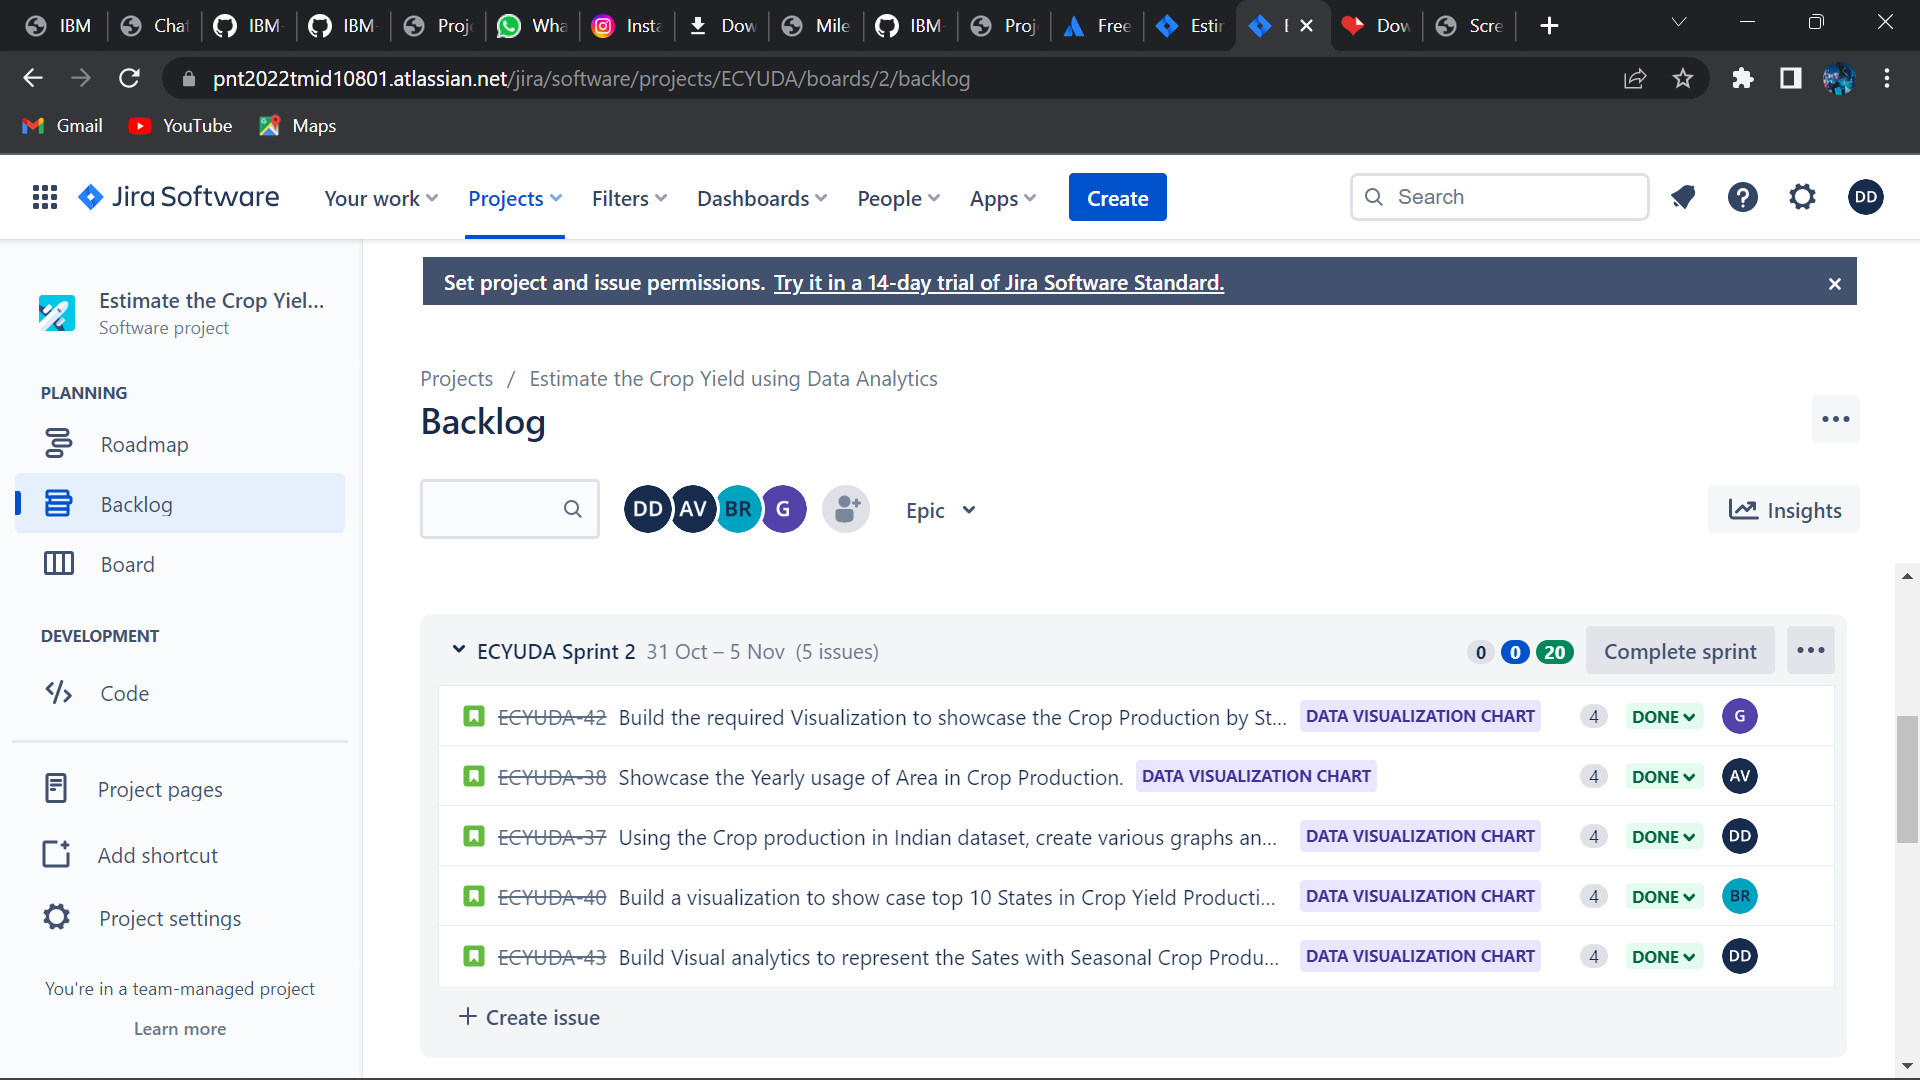 IBM Chat IBM- IBM- Proj Wha Insta Dow Mile IBM- Proj Free Estir Dow Scre
pnt2022tmid10801.atlassian.net/jira/software/projects/ECYUDA/boards/2/backlog
Gmail YouTube Maps
Jira Software Your work Projects Filters Dashboards People Apps Create Search DD
Set project and issue permissions. Try it in a 14-day trial of Jira Software Standard.
Estimate the Crop Yiel...
Software project
PLANNING
Roadmap
Backlog
Board
DEVELOPMENT
Code
Project pages
Add shortcut
Project settings
You're in a team-managed project
Learn more
Projects / Estimate the Crop Yield using Data Analytics
Backlog
DD AV BR G Epic Insights
ECYUDA Sprint 2 31 Oct – 5 Nov (5 issues) 0 0 20 Complete sprint
ECYUDA-42 Build the required Visualization to showcase the Crop Production by St... DATA VISUALIZATION CHART 4 DONE G
ECYUDA-38 Showcase the Yearly usage of Area in Crop Production. DATA VISUALIZATION CHART 4 DONE AV
ECYUDA-37 Using the Crop production in Indian dataset, create various graphs an... DATA VISUALIZATION CHART 4 DONE DD
ECYUDA-40 Build a visualization to show case top 10 States in Crop Yield Producti... DATA VISUALIZATION CHART 4 DONE BR
ECYUDA-43 Build Visual analytics to represent the Sates with Seasonal Crop Produ... DATA VISUALIZATION CHART 4 DONE DD
+ Create issue